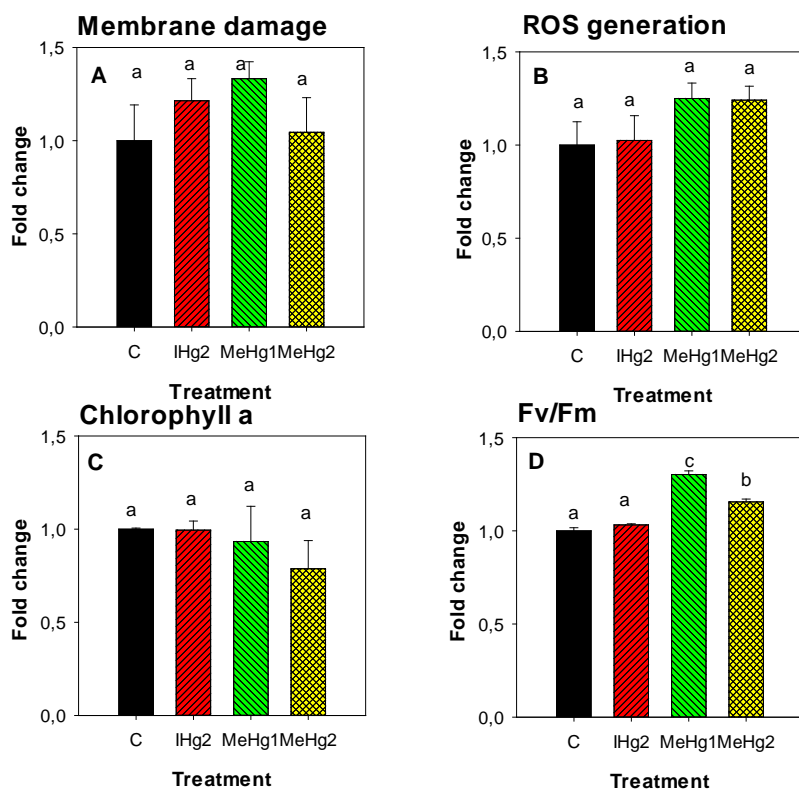 Membrane damage
A
a a a a
1,5
1,0
0,5
0,0
Fold change
C IHg2 MeHg1 MeHg2
Treatment
ROS generation
B
a a a a
1,5
1,0
0,5
0,0
Fold change
C IHg2 MeHg1 MeHg2
Treatment
Chlorophyll a
C
a a a a
1,5
1,0
0,5
0,0
Fold change
C IHg2 MeHg1 MeHg2
Treatment
Fv/Fm
D
a a c b
1,5
1,0
0,5
0,0
Fold change
C IHg2 MeHg1 MeHg2
Treatment